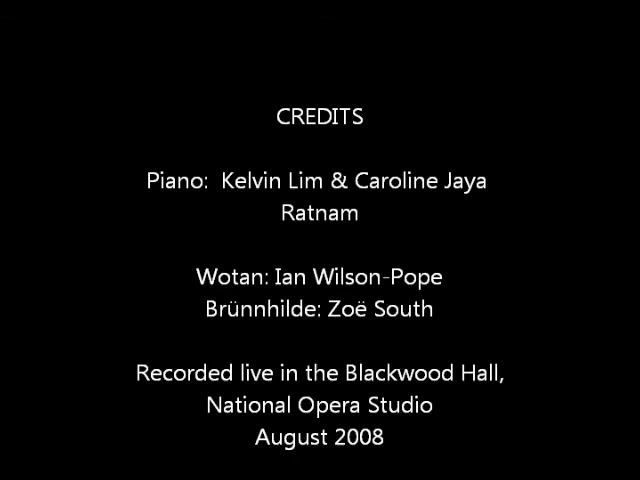 CREDITS
Piano:  Kelvin Lim & Caroline Jaya
Ratnam
Wotan: Ian Wilson-Pope
Brünnhilde: Zoë South
Recorded live in the Blackwood Hall,
National Opera Studio
August 2008